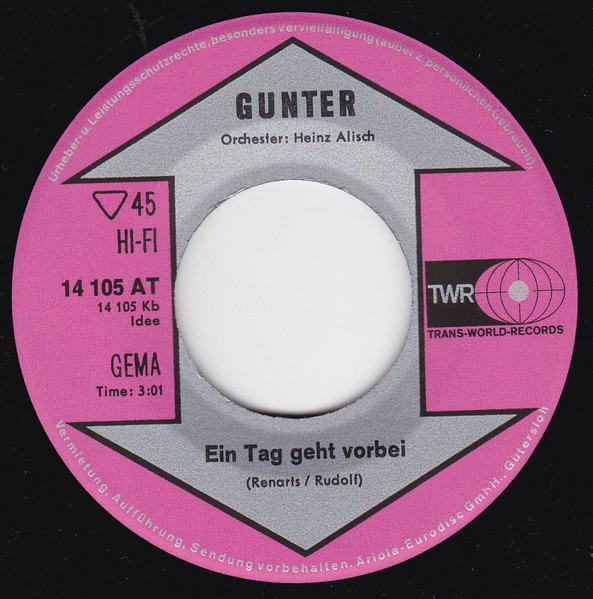 Urheber- u. Leistungsschutzrechte, besonders Vervielfältigung (außer z. persönlichen Gebrauch)
GUNTER
Orchester: Heinz Alisch
45
HI-FI
14 105 AT
14 105 Kb
Idee
GEMA
Time: 3:01
TWR
TRANS-WORLD-RECORDS
Ein Tag geht vorbei
(Renarls / Rudolf)
Vermietung, Aufführung, Sendung vorbehalten. Ariola-Eurodisc GmbH., Gütersloh